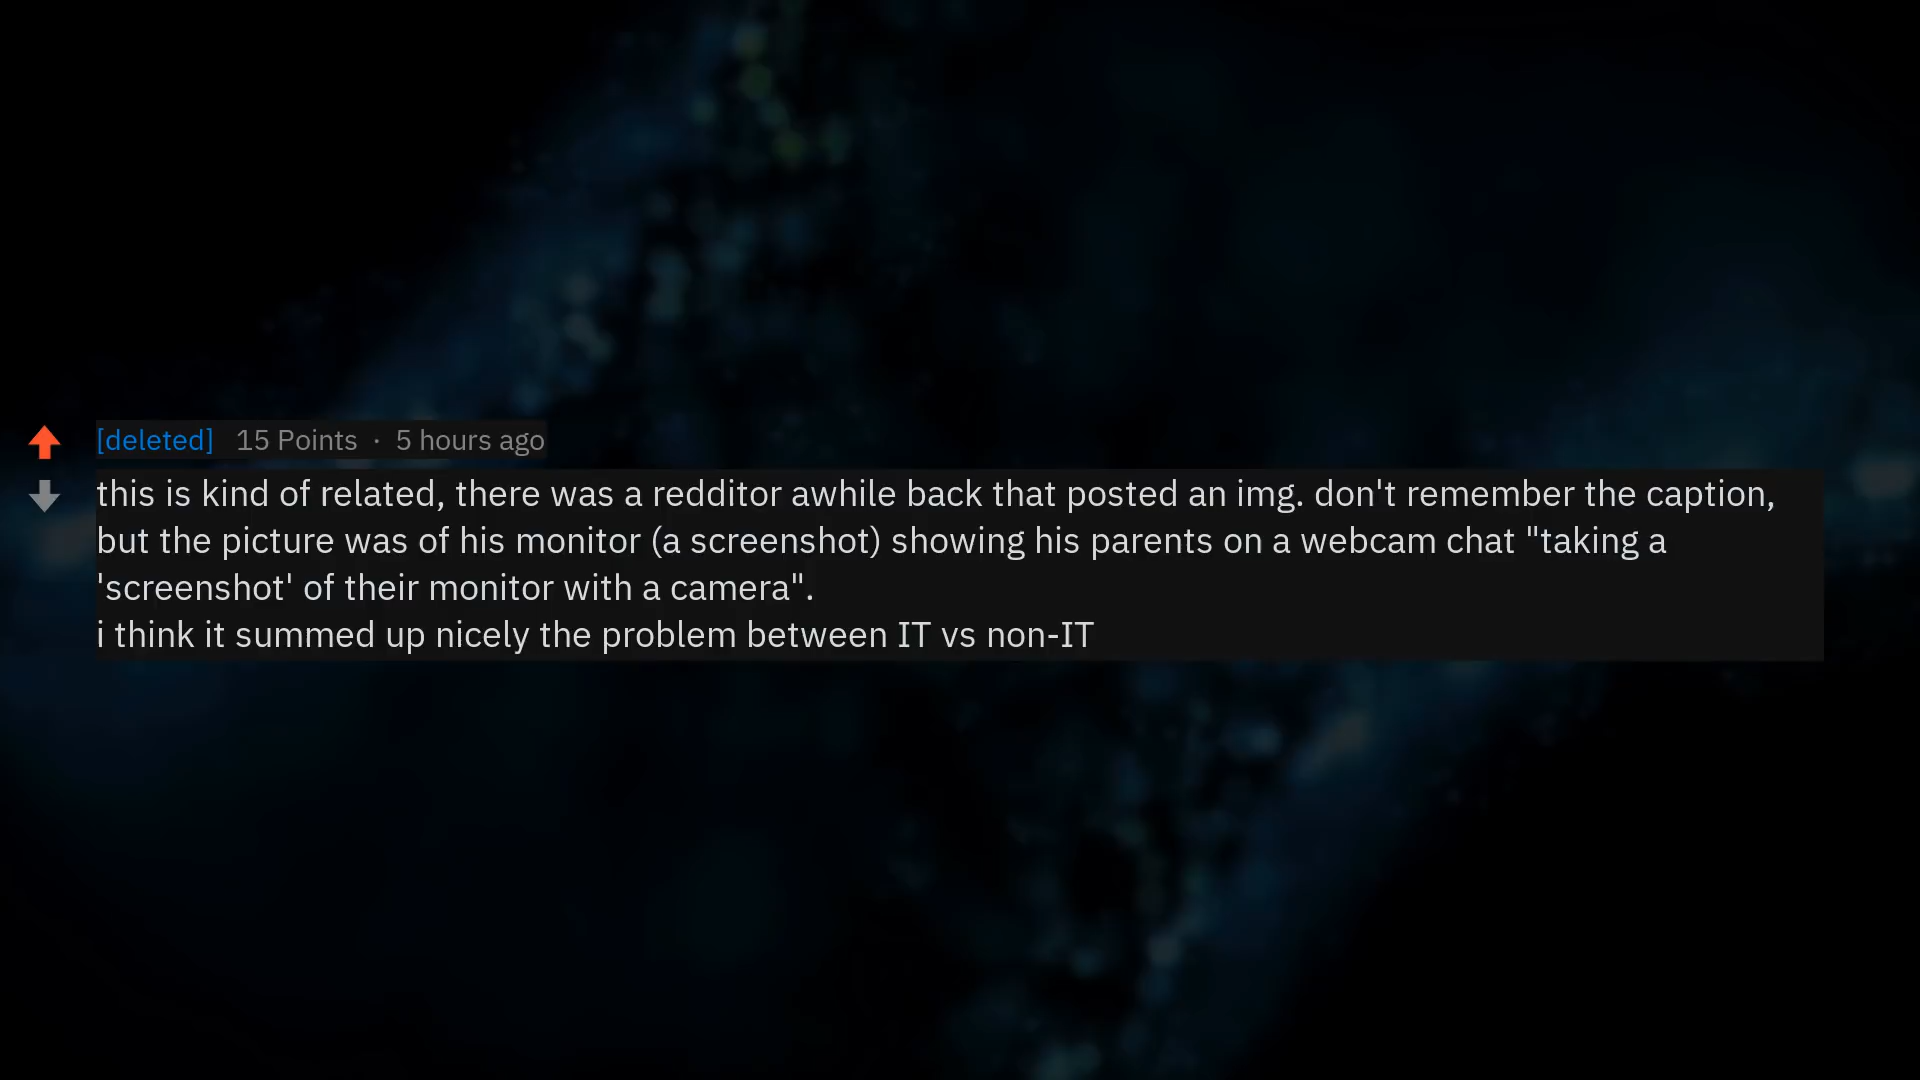 [deleted] 15 Points · 5 hours ago
this is kind of related, there was a redditor awhile back that posted an img. don't remember the caption,
but the picture was of his monitor (a screenshot) showing his parents on a webcam chat "taking a
'screenshot' of their monitor with a camera".
i think it summed up nicely the problem between IT vs non-IT